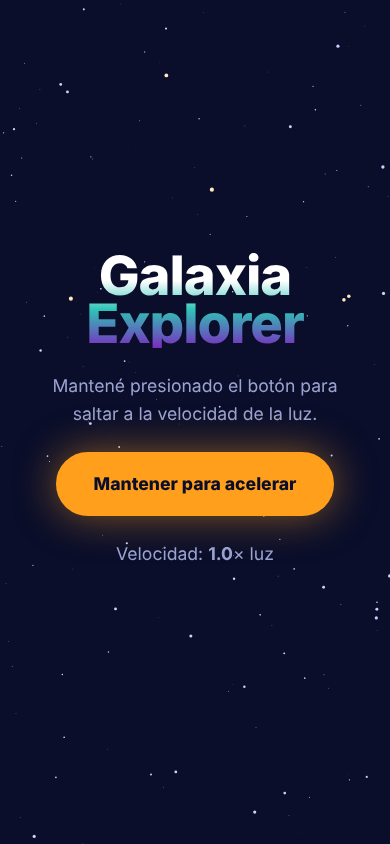 Galaxia
Explorer
Mantené presionado el botón para
saltar a la velocidad de la luz.
Mantener para acelerar
Velocidad: 1.0× luz